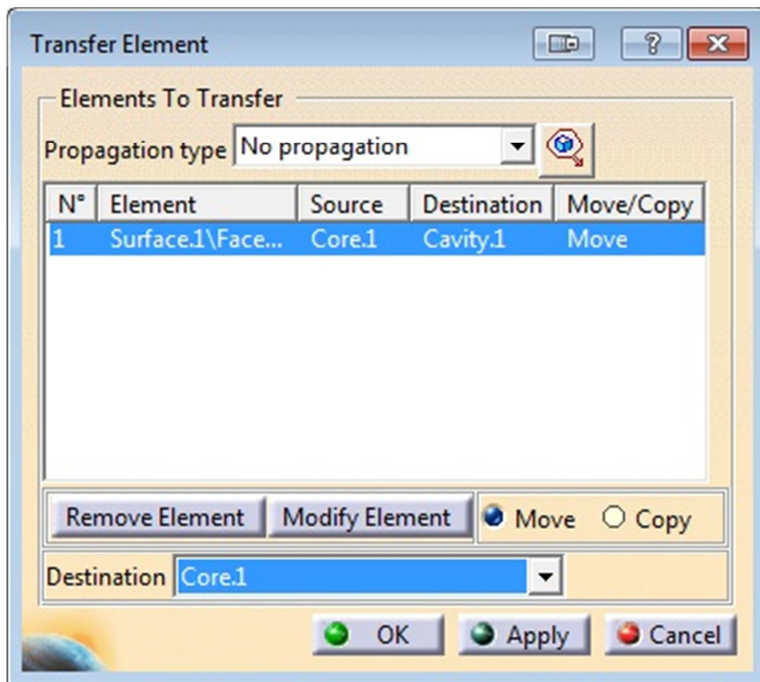 Transfer Element
Elements To Transfer
Propagation type No propagation
N° Element Source Destination Move/Copy
1 Surface.1\Face... Core.1 Cavity.1 Move
Remove Element Modify Element Move Copy
Destination Core.1
OK Apply Cancel